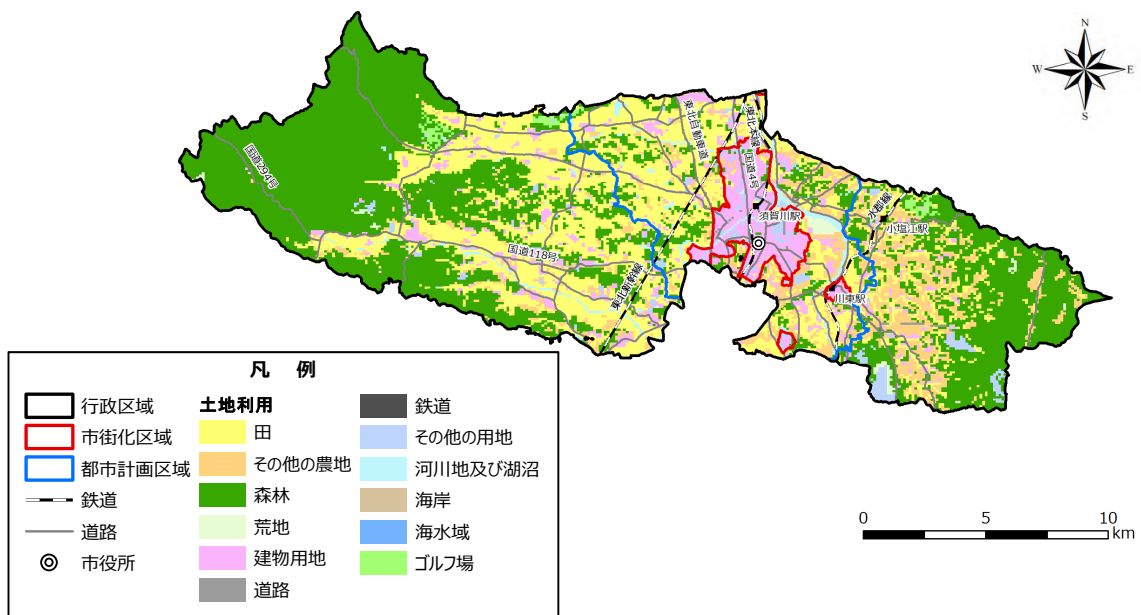 N
W
E
S
国道294号
東北自動車道
東北本線
国道4号
須賀川駅
水郡線
小塩江駅
国道118号
東北新幹線
川東駅
凡 例
行政区域
市街化区域
都市計画区域
鉄道
道路
市役所
土地利用
田
その他の農地
森林
荒地
建物用地
道路
鉄道
その他の用地
河川地及び湖沼
海岸
海水域
ゴルフ場
0 5 10
km